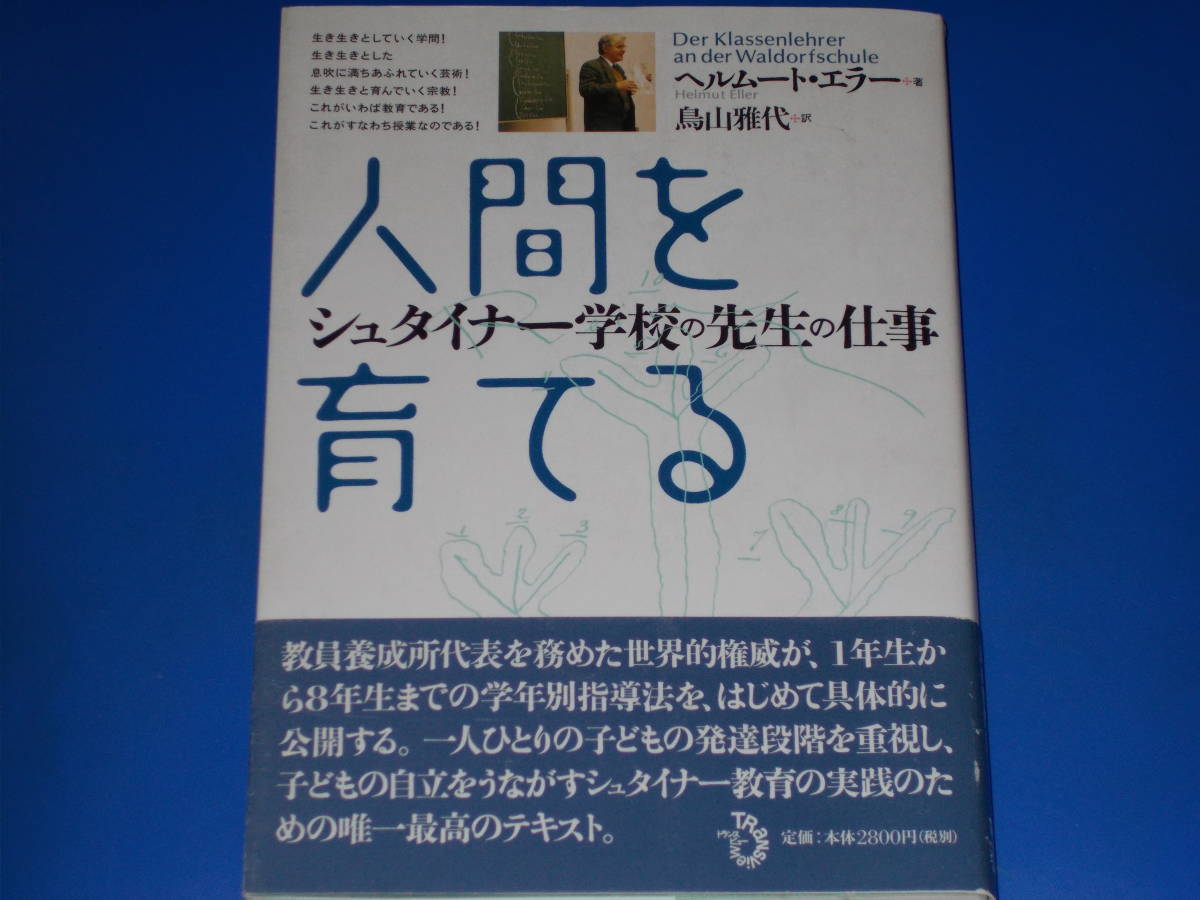 生き生きとしていく学問!
生き生きとした
息吹に満ちあふれていく芸術!
生き生きと育んでいく宗教!
これがいわば教育である!
これがすなわち授業なのである!
Der Klassenlehrer
an der Waldorfschule
ヘルムート・エラー+著
Helmut Eller
鳥山雅代+訳
人間を
シュタイナー学校の先生の仕事
育てる
10
11
6
1
2
3
7
8
9
教員養成所代表を務めた世界的権威が、1年生か
ら8年生までの学年別指導法を、はじめて具体的に
公開する。一人ひとりの子どもの発達段階を重視し、
子どもの自立をうながすシュタイナー教育の実践のた
めの唯一最高のテキスト。
TRansview
定価:本体2800円(税別)